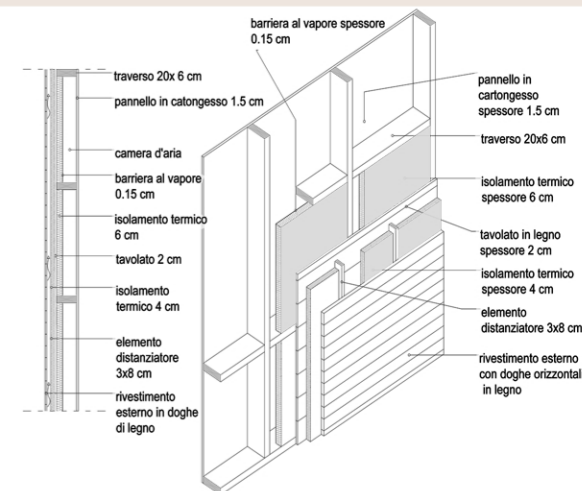 traverso 20x 6 cm
pannello in catongesso 1.5 cm
camera d'aria
barriera al vapore
0.15 cm
isolamento termico
6 cm
tavolato 2 cm
isolamento
termico 4 cm
elemento
distanziatore
3x8 cm
rivestimento
esterno in doghe
di legno
barriera al vapore spessore
0.15 cm
pannello in
cartongesso
spessore 1.5 cm
traverso 20x6 cm
isolamento termico
spessore 6 cm
tavolato in legno
spessore 2 cm
isolamento termico
spessore 4 cm
elemento
distanziatore 3x8 cm
rivestimento esterno
con doghe orizzontali
in legno